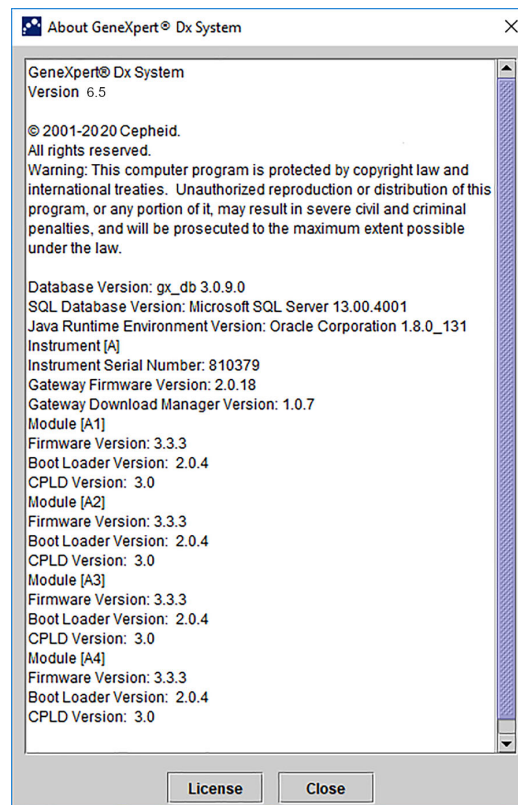 About GeneXpert® Dx System
GeneXpert® Dx System
Version 6.5
© 2001-2020 Cepheid.
All rights reserved.
Warning: This computer program is protected by copyright law and
international treaties.  Unauthorized reproduction or distribution of this
program, or any portion of it, may result in severe civil and criminal
penalties, and will be prosecuted to the maximum extent possible
under the law.
Database Version: gx_db 3.0.9.0
SQL Database Version: Microsoft SQL Server 13.00.4001
Java Runtime Environment Version: Oracle Corporation 1.8.0_131
Instrument [A]
Instrument Serial Number: 810379
Gateway Firmware Version: 2.0.18
Gateway Download Manager Version: 1.0.7
Module [A1]
Firmware Version: 3.3.3
Boot Loader Version:  2.0.4
CPLD Version:  3.0
Module [A2]
Firmware Version: 3.3.3
Boot Loader Version:  2.0.4
CPLD Version:  3.0
Module [A3]
Firmware Version: 3.3.3
Boot Loader Version:  2.0.4
CPLD Version:  3.0
Module [A4]
Firmware Version: 3.3.3
Boot Loader Version:  2.0.4
CPLD Version:  3.0
License Close